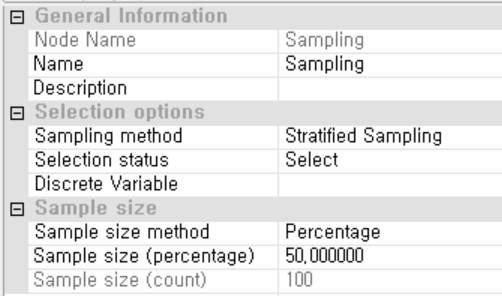 General Information
Node Name Sampling
Name Sampling
Description
Selection options
Sampling method Stratified Sampling
Selection status Select
Discrete Variable
Sample size
Sample size method Percentage
Sample size (percentage) 50,000000
Sample size (count) 100